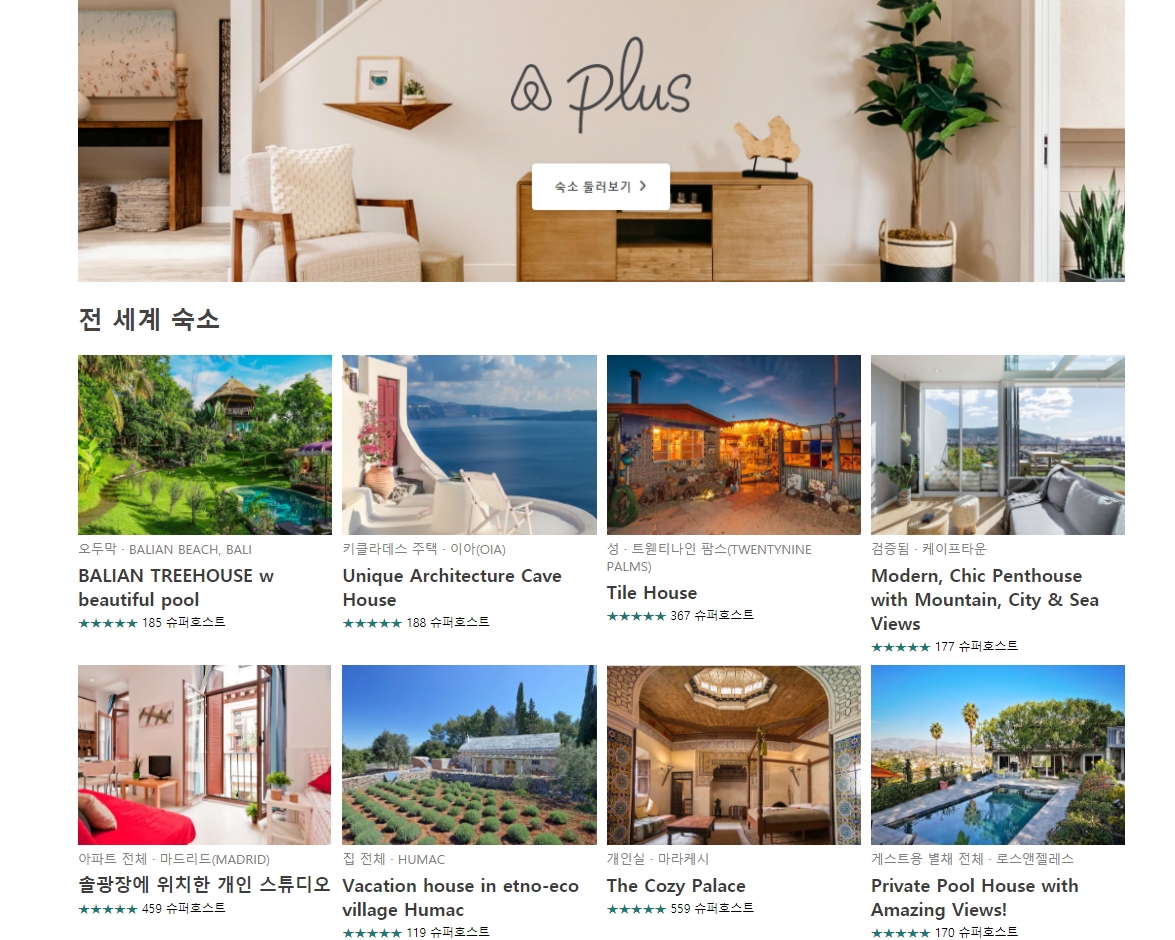 plus
숙소 둘러보기 >
전 세계 숙소
오두막 · BALIAN BEACH, BALI
BALIAN TREEHOUSE w
beautiful pool
★★★★★ 185 슈퍼호스트
키클라데스 주택 · 이아(OIA)
Unique Architecture Cave
House
★★★★★ 188 슈퍼호스트
성 · 트웬티나인 팜스(TWENTYNINE
PALMS)
Tile House
★★★★★ 367 슈퍼호스트
검증됨 · 케이프타운
Modern, Chic Penthouse
with Mountain, City & Sea
Views
★★★★★ 177 슈퍼호스트
아파트 전체 · 마드리드(MADRID)
솔광장에 위치한 개인 스튜디오
★★★★★ 459 슈퍼호스트
집 전체 · HUMAC
Vacation house in etno-eco
village Humac
★★★★★ 119 슈퍼호스트
개인실 · 마라케시
The Cozy Palace
★★★★★ 559 슈퍼호스트
게스트용 별채 전체 · 로스앤젤레스
Private Pool House with
Amazing Views!
★★★★★ 170 슈퍼호스트